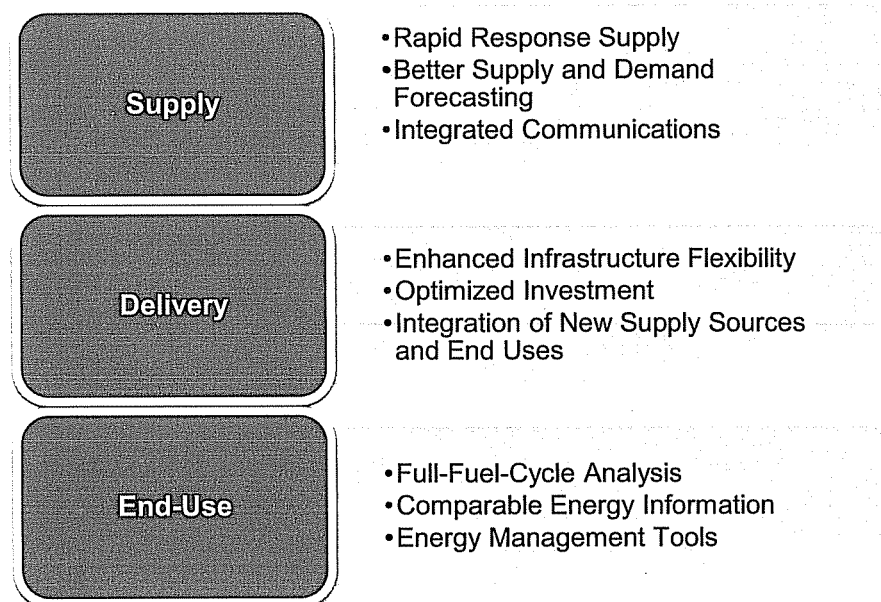 Supply
•Rapid Response Supply
•Better Supply and Demand
Forecasting
•Integrated Communications
Delivery
•Enhanced Infrastructure Flexibility
•Optimized Investment
•Integration of New Supply Sources
and End Uses
End-Use
•Full-Fuel-Cycle Analysis
•Comparable Energy Information
•Energy Management Tools